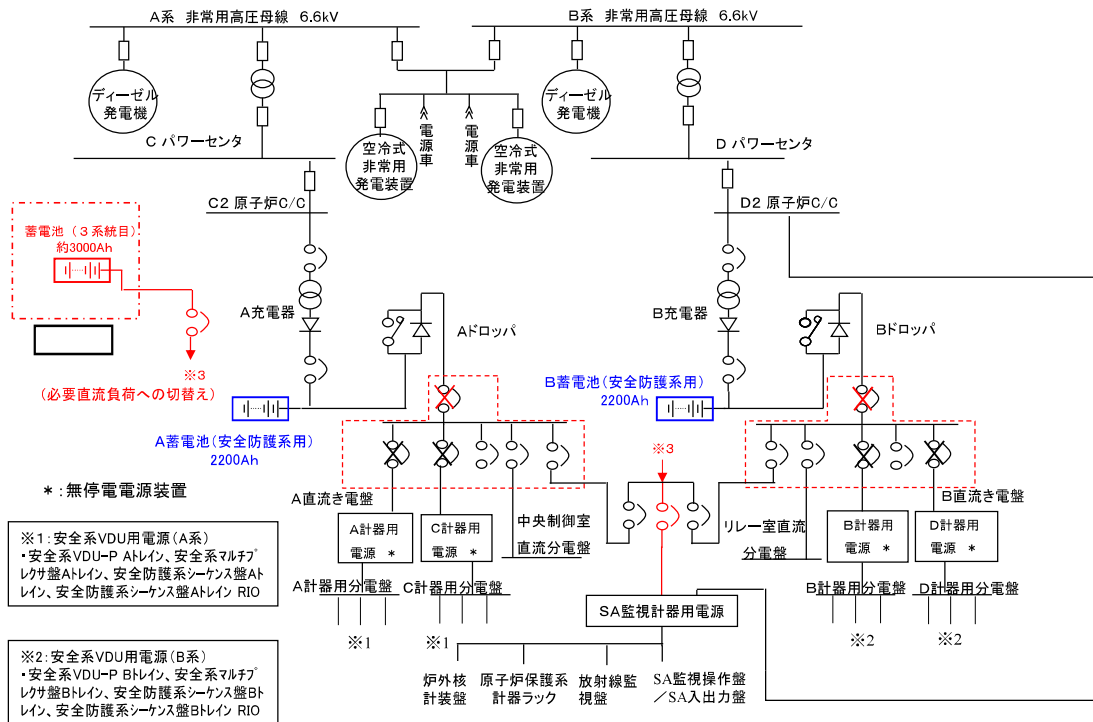 A系 非常用高圧母線 6.6kV
B系 非常用高圧母線 6.6kV
ディーゼル
発電機
電源車
電源車
ディーゼル
発電機
空冷式
非常用
発電装置
空冷式
非常用
発電装置
C パワーセンタ
D パワーセンタ
C2 原子炉C/C
D2 原子炉C/C
蓄電池（３系統目）
約3000Ah
A充電器
Aドロッパ
B充電器
Bドロッパ
※3
(必要直流負荷への切替え)
A蓄電池(安全防護系用)
2200Ah
B蓄電池(安全防護系用)
2200Ah
※3
*：無停電電源装置
A直流き電盤
B直流き電盤
A計器用
電源 *
C計器用
電源 *
中央制御室
直流分電盤
リレー室直流
分電盤
B計器用
電源 *
D計器用
電源 *
A計器用分電盤
C計器用分電盤
B計器用分電盤
D計器用分電盤
※1
※1
※2
※2
SA監視計器用電源
炉外核
計装盤
原子炉保護系
計器ラック
放射線監
視盤
SA監視操作盤
／SA入出力盤
※1：安全系VDU用電源(A系)
・安全系VDU-P Aトレイン、安全系マルチプ
レクサ盤Aトレイン、安全防護系シーケンス盤Aト
レイン、安全防護系シーケンス盤Aトレイン RIO
※2：安全系VDU用電源(B系)
・安全系VDU-P Bトレイン、安全系マルチプ
レクサ盤Bトレイン、安全防護系シーケンス盤Bト
レイン、安全防護系シーケンス盤Bトレイン RIO